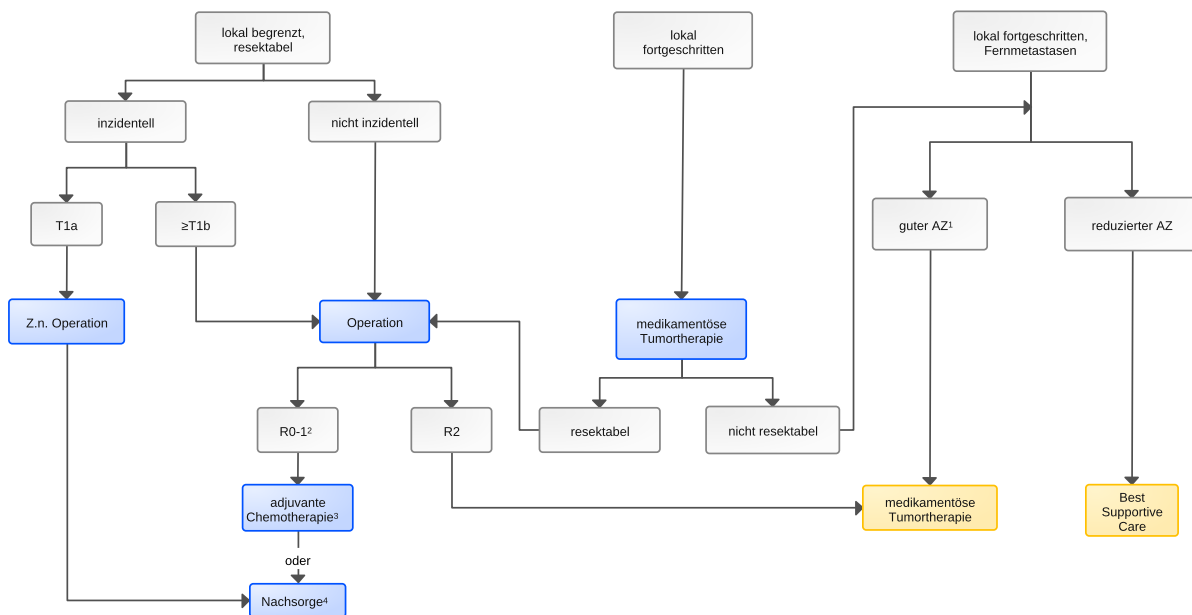 lokal begrenzt,
resektabel
lokal
fortgeschritten
lokal fortgeschritten,
Fernmetastasen
inzidentell
nicht inzidentell
T1a
≥T1b
guter AZ¹
reduzierter AZ
Z.n. Operation
Operation
medikamentöse
Tumortherapie
R0-1²
R2
resektabel
nicht resektabel
adjuvante
Chemotherapie³
medikamentöse
Tumortherapie
Best
Supportive
Care
oder
Nachsorge⁴